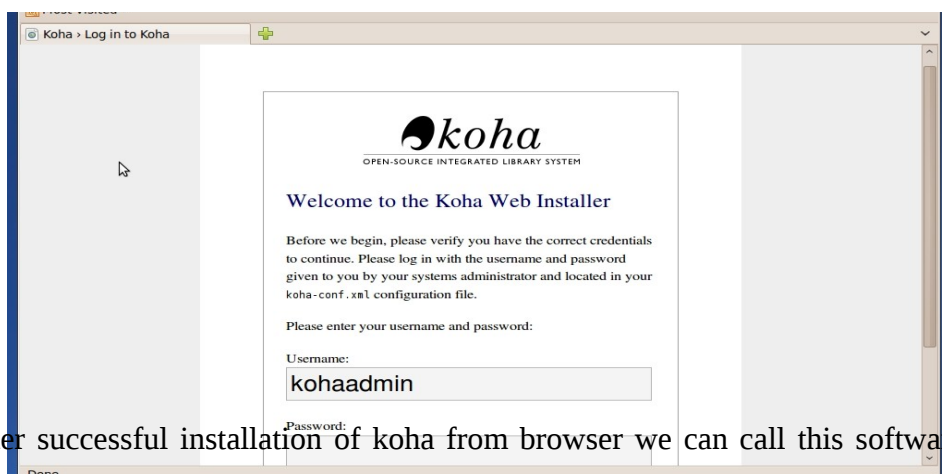 Most Visited
Koha › Log in to Koha
koha
OPEN-SOURCE INTEGRATED LIBRARY SYSTEM
Welcome to the Koha Web Installer
Before we begin, please verify you have the correct credentials
to continue. Please log in with the username and password
given to you by your systems administrator and located in your
koha-conf.xml configuration file.
Please enter your username and password:
Username:
kohaadmin
Password:
successful installation of koha from browser we can call this
Done